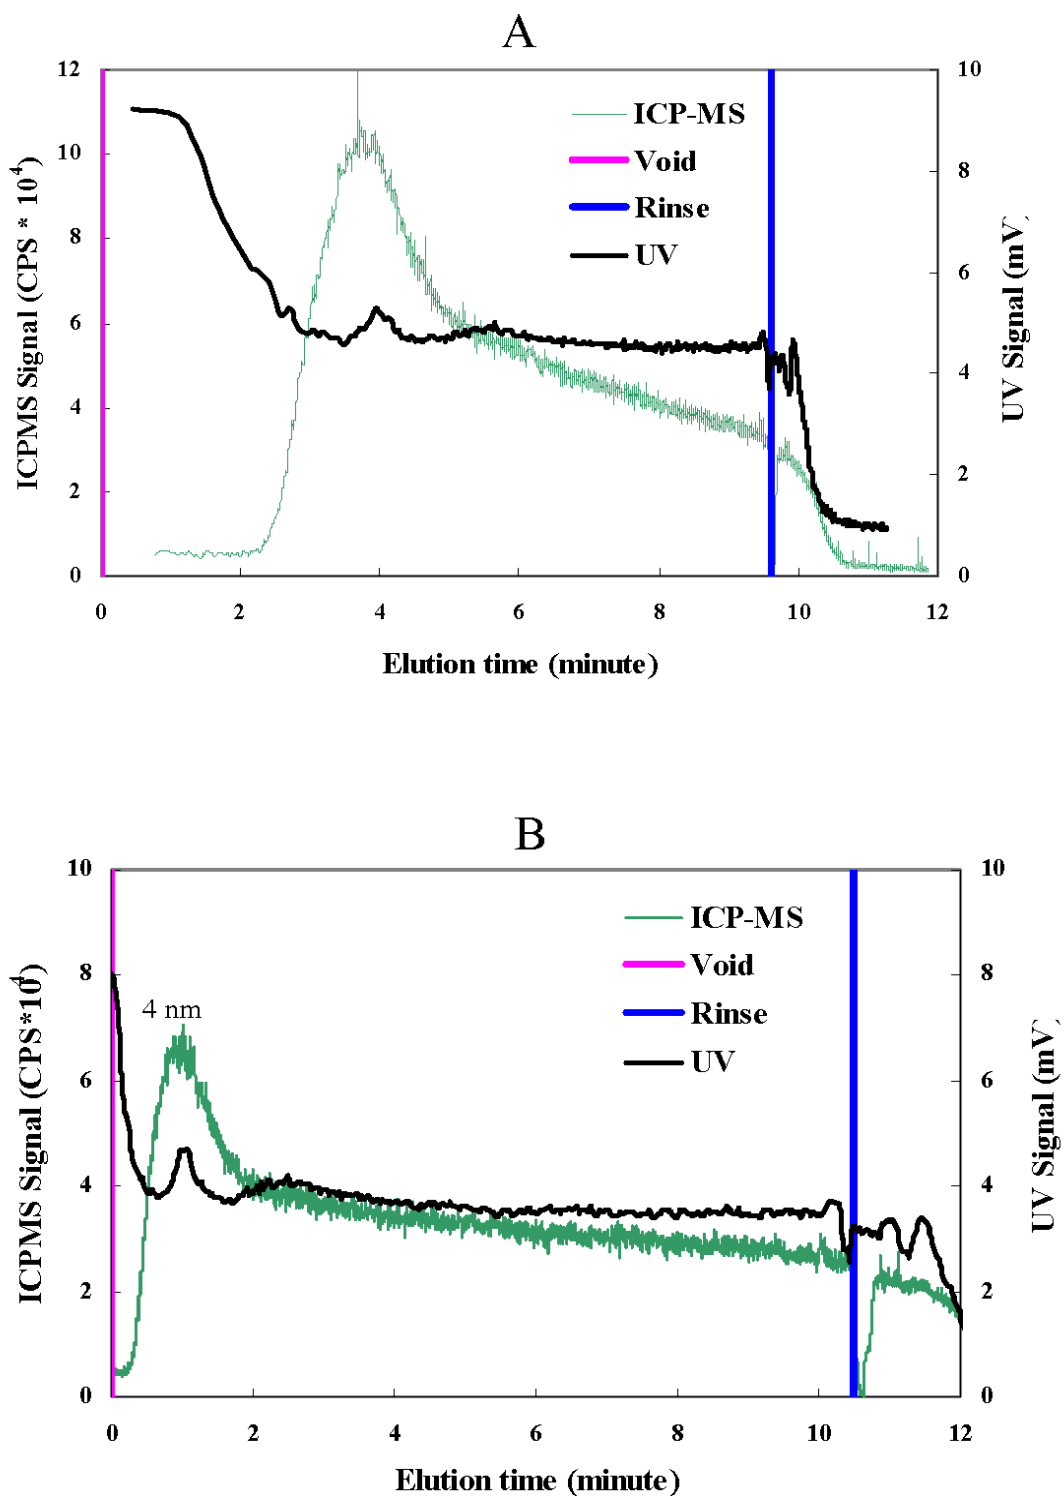 A
12
10
8
6
4
2
0
ICPMS Signal (CPS * 10⁴)
10
8
6
4
2
0
UV Signal (mV)
ICP-MS
Void
Rinse
UV
0 2 4 6 8 10 12
Elution time (minute)
B
10
8
6
4
2
0
ICPMS Signal (CPS*10⁴)
10
8
6
4
2
0
UV Signal (mV)
4 nm
ICP-MS
Void
Rinse
UV
0 2 4 6 8 10 12
Elution time (minute)